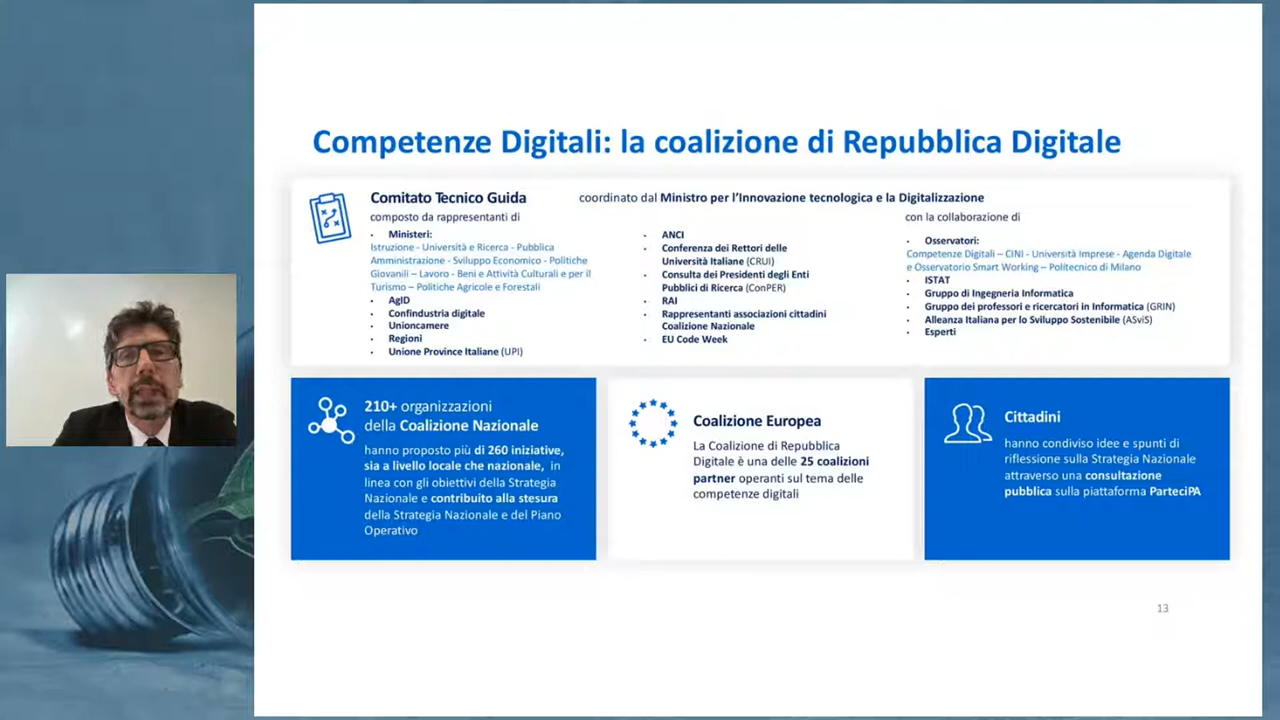 Competenze Digitali: la coalizione di Repubblica Digitale
Comitato Tecnico Guida
coordinato dal Ministro per l'Innovazione tecnologica e la Digitalizzazione
composto da rappresentanti di
• Ministeri:
Istruzione - Università e Ricerca - Pubblica
Amministrazione - Sviluppo Economico - Politiche
Giovanili – Lavoro - Beni e Attività Culturali e per il
Turismo – Politiche Agricole e Forestali
• AgID
• Confindustria digitale
• Unioncamere
• Regioni
• Unione Province Italiane (UPI)
• ANCI
• Conferenza dei Rettori delle
Università Italiane (CRUI)
• Consulta dei Presidenti degli Enti
Pubblici di Ricerca (ConPER)
• RAI
• Rappresentanti associazioni cittadini
Coalizione Nazionale
• EU Code Week
con la collaborazione di
• Osservatori:
Competenze Digitali – CINI - Università Imprese - Agenda Digitale
e Osservatorio Smart Working – Politecnico di Milano
• ISTAT
• Gruppo di Ingegneria Informatica
• Gruppo dei professori e ricercatori in Informatica (GRIN)
• Alleanza Italiana per lo Sviluppo Sostenibile (ASviS)
• Esperti
210+ organizzazioni
della Coalizione Nazionale
hanno proposto più di 260 iniziative,
sia a livello locale che nazionale, in
linea con gli obiettivi della Strategia
Nazionale e contribuito alla stesura
della Strategia Nazionale e del Piano
Operativo
Coalizione Europea
La Coalizione di Repubblica
Digitale è una delle 25 coalizioni
partner operanti sul tema delle
competenze digitali
Cittadini
hanno condiviso idee e spunti di
riflessione sulla Strategia Nazionale
attraverso una consultazione
pubblica sulla piattaforma ParteciPA
13